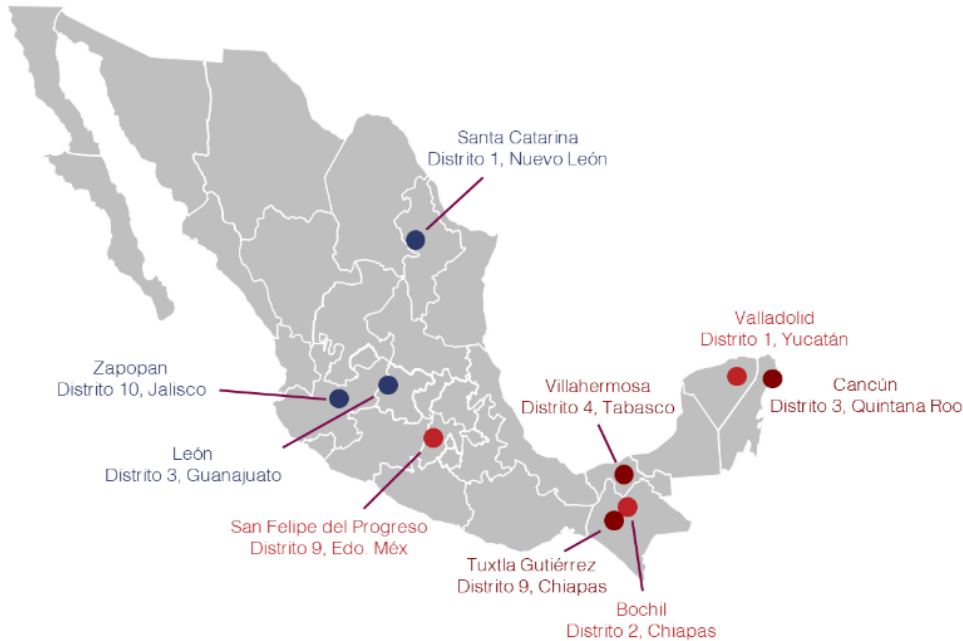 Santa Catarina
Distrito 1, Nuevo León
Valladolid
Distrito 1, Yucatán
Zapopan
Distrito 10, Jalisco
Villahermosa
Distrito 4, Tabasco
Cancún
Distrito 3, Quintana Roo
León
Distrito 3, Guanajuato
San Felipe del Progreso
Distrito 9, Edo. Méx
Tuxtla Gutiérrez
Distrito 9, Chiapas
Bochil
Distrito 2, Chiapas